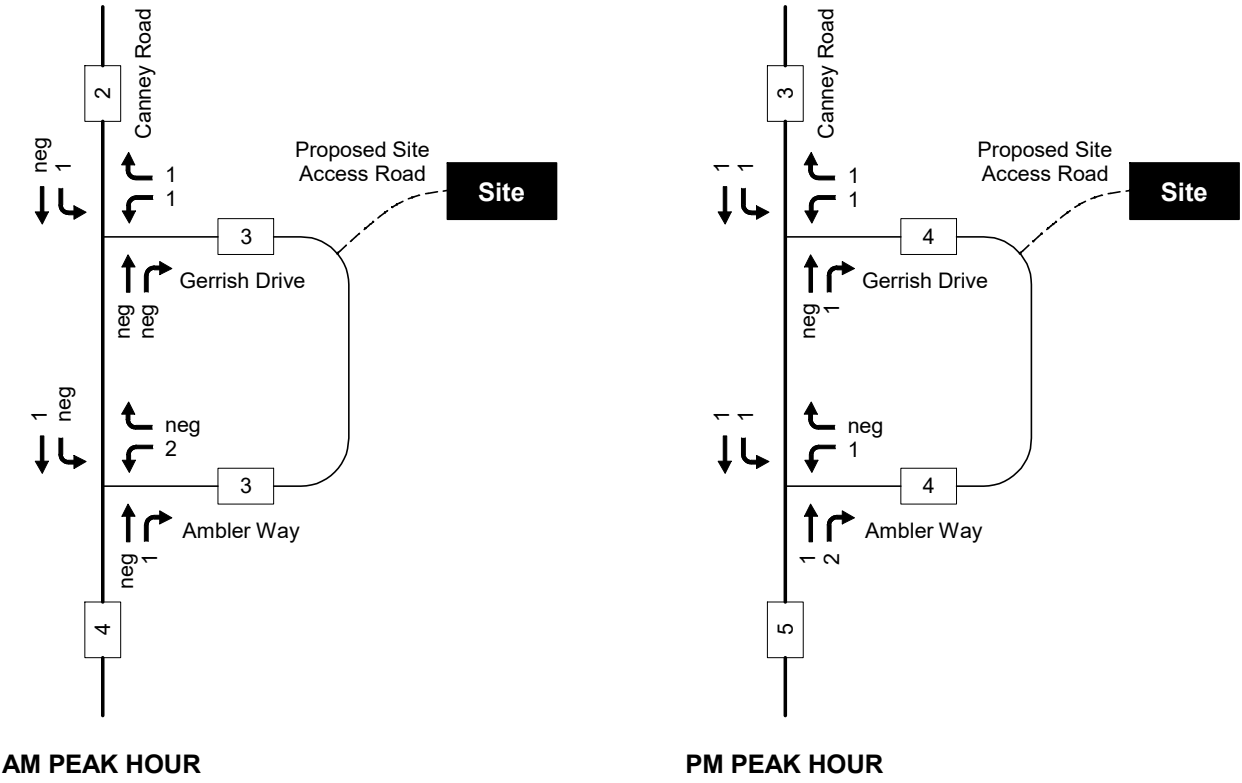 2
Canney Road
neg
1
1
1
Proposed Site
Access Road
Site
3
Gerrish Drive
neg
neg
1
neg
neg
2
3
Ambler Way
neg
1
4
AM PEAK HOUR
3
Canney Road
1
1
1
1
Proposed Site
Access Road
Site
4
Gerrish Drive
neg
1
1
1
neg
1
4
Ambler Way
1
2
5
PM PEAK HOUR